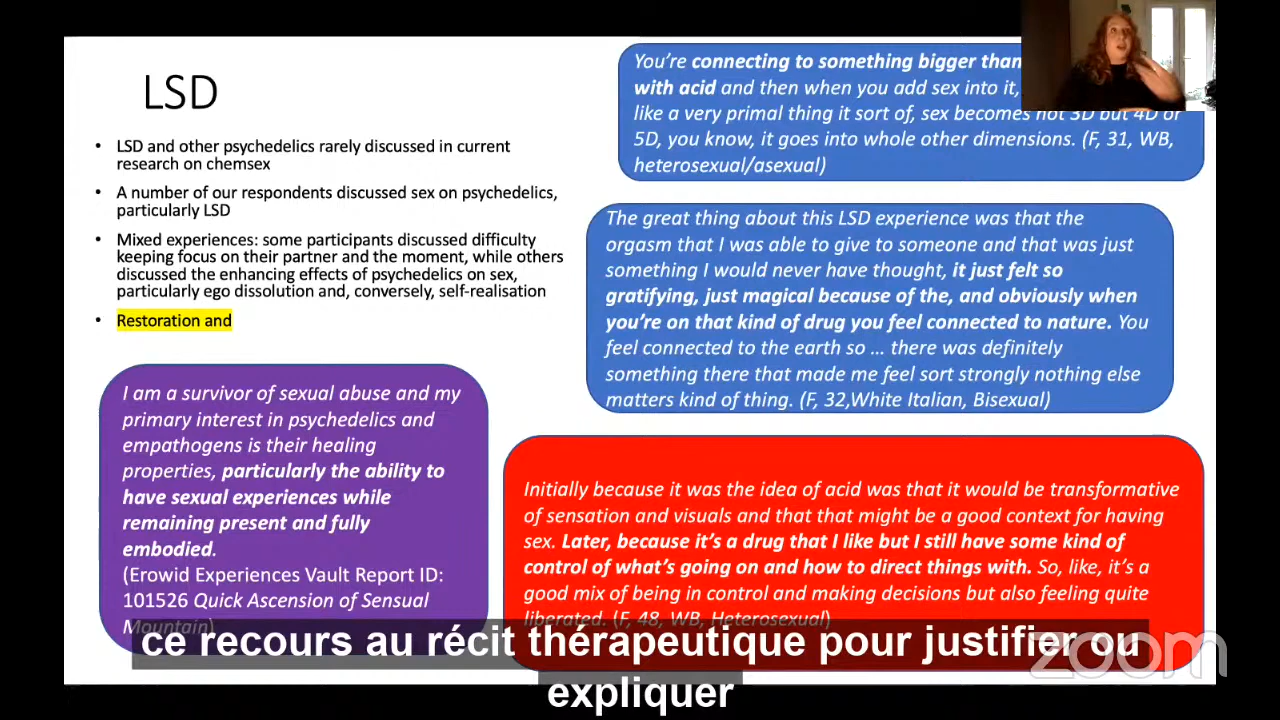 LSD
• LSD and other psychedelics rarely discussed in current
research on chemsex
• A number of our respondents discussed sex on psychedelics,
particularly LSD
• Mixed experiences: some participants discussed difficulty
keeping focus on their partner and the moment, while others
discussed the enhancing effects of psychedelics on sex,
particularly ego dissolution and, conversely, self-realisation
• Restoration and
I am a survivor of sexual abuse and my
primary interest in psychedelics and
empathogens is their healing
properties, particularly the ability to
have sexual experiences while
remaining present and fully
embodied.
(Erowid Experiences Vault Report ID:
101526 Quick Ascension of Sensual
Mountain)
You're connecting to something bigger than
with acid and then when you add sex into it,
like a very primal thing it sort of, sex becomes not 3D but 4D or
5D, you know, it goes into whole other dimensions. (F, 31, WB,
heterosexual/asexual)
The great thing about this LSD experience was that the
orgasm that I was able to give to someone and that was just
something I would never have thought, it just felt so
gratifying, just magical because of the, and obviously when
you're on that kind of drug you feel connected to nature. You
feel connected to the earth so … there was definitely
something there that made me feel sort strongly nothing else
matters kind of thing. (F, 32,White Italian, Bisexual)
Initially because it was the idea of acid was that it would be transformative
of sensation and visuals and that that might be a good context for having
sex. Later, because it's a drug that I like but I still have some kind of
control of what's going on and how to direct things with. So, like, it's a
good mix of being in control and making decisions but also feeling quite
liberated. (F, 48, WB, Heterosexual)
ce recours au récit thérapeutique pour justifier ou
expliquer
zoom